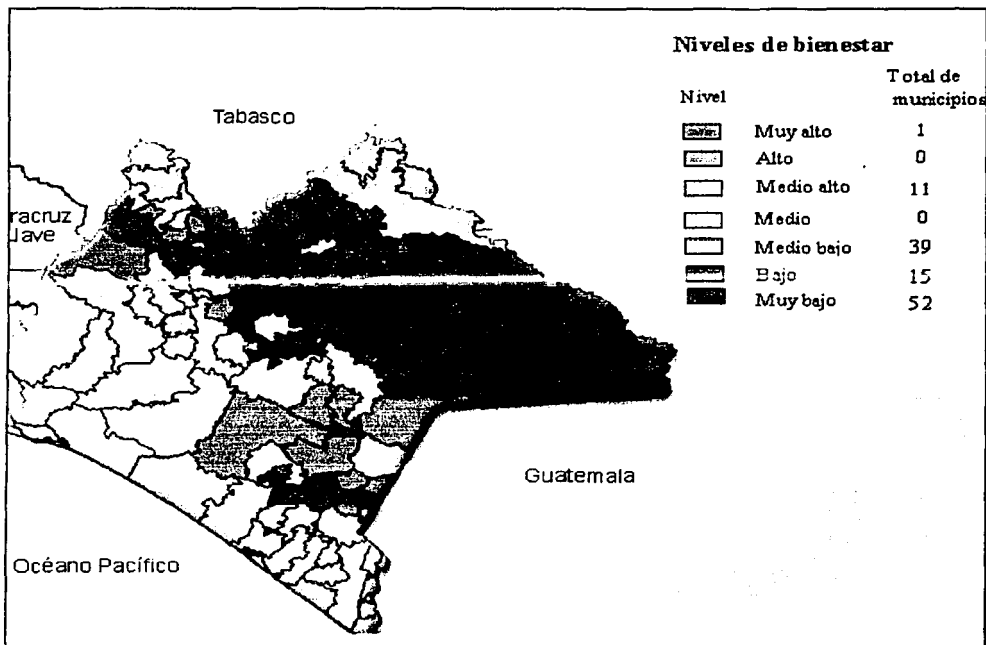 Niveles de bienestar
Nivel Total de municipios
Muy alto 1
Alto 0
Medio alto 11
Medio 0
Medio bajo 39
Bajo 15
Muy bajo 52
Tabasco
racruz
lave
Guatemala
Océano Pacífico